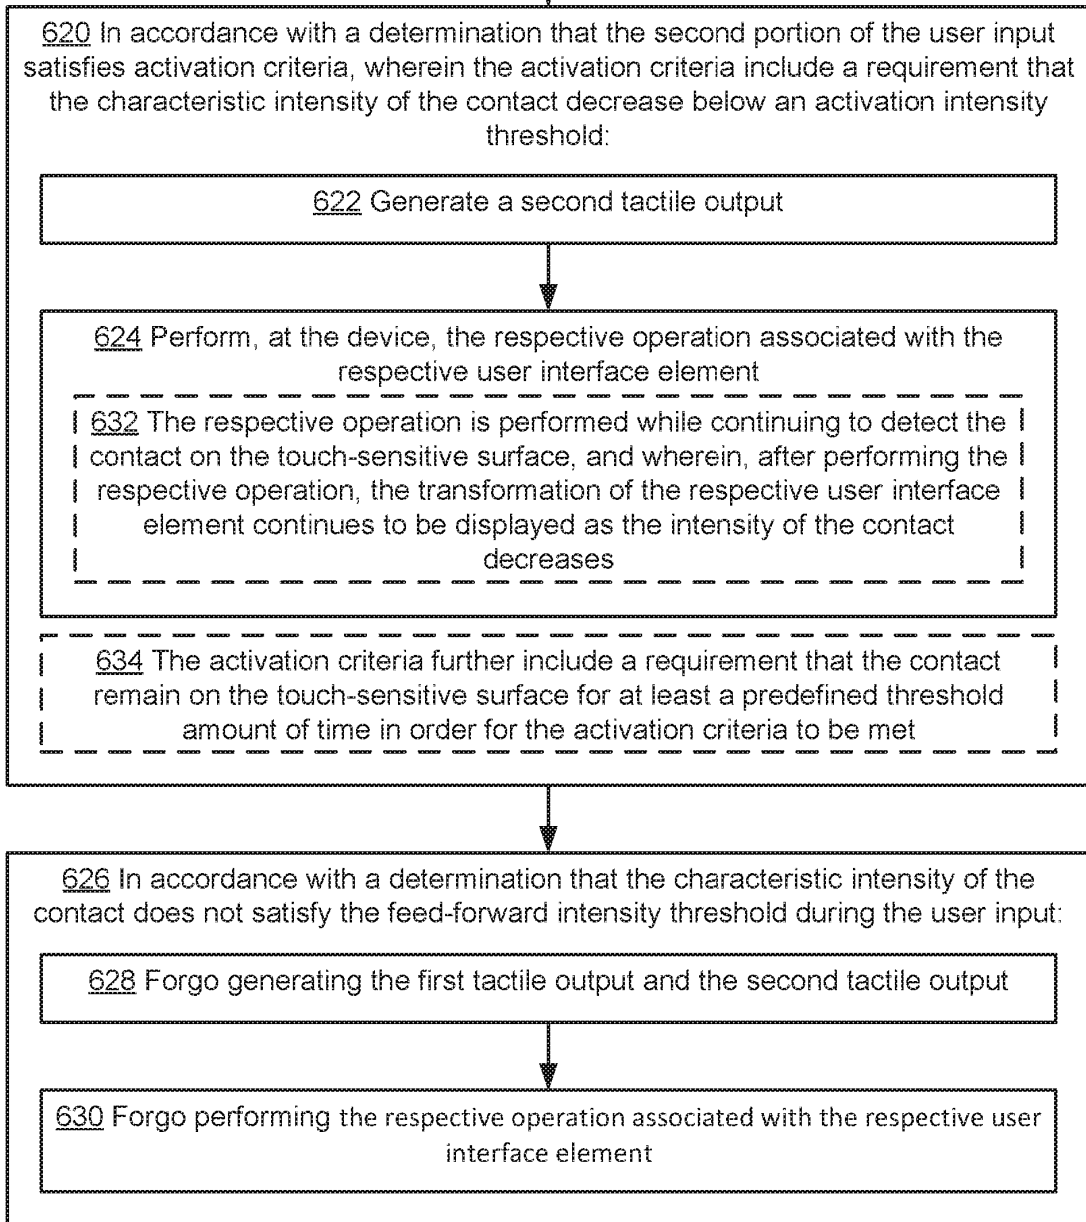 620 In accordance with a determination that the second portion of the user input
satisfies activation criteria, wherein the activation criteria include a requirement that
the characteristic intensity of the contact decrease below an activation intensity
threshold:
622 Generate a second tactile output
624 Perform, at the device, the respective operation associated with the
respective user interface element
632 The respective operation is performed while continuing to detect the
contact on the touch-sensitive surface, and wherein, after performing the
respective operation, the transformation of the respective user interface
element continues to be displayed as the intensity of the contact
decreases
634 The activation criteria further include a requirement that the contact
remain on the touch-sensitive surface for at least a predefined threshold
amount of time in order for the activation criteria to be met
626 In accordance with a determination that the characteristic intensity of the
contact does not satisfy the feed-forward intensity threshold during the user input:
628 Forgo generating the first tactile output and the second tactile output
630 Forgo performing the respective operation associated with the respective user
interface element